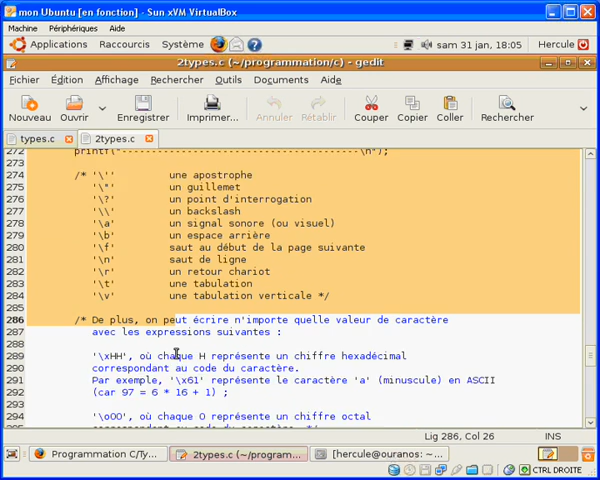 mon Ubuntu [en fonction] - Sun xVM VirtualBox
Machine Périphériques Aide
Applications Raccourcis Système sam 31 jan, 18:05 Hercule
2types.c (~/programmation/c) - gedit
Fichier Édition Affichage Rechercher Outils Documents Aide
Nouveau Ouvrir Enregistrer Imprimer... Annuler Rétablir Couper Copier Coller Rechercher
types.c 2types.c
272 printf("--------------------------------------\n");
273
274 /* '\'' une apostrophe
275 '\"' un guillemet
276 '\?' un point d'interrogation
277 '\\' un backslash
278 '\a' un signal sonore (ou visuel)
279 '\b' un espace arrière
280 '\f' saut au début de la page suivante
281 '\n' saut de ligne
282 '\r' un retour chariot
283 '\t' une tabulation
284 '\v' une tabulation verticale */
285
286 /* De plus, on peut écrire n'importe quelle valeur de caractère
287 avec les expressions suivantes :
288
289 '\xHH', où chaque H représente un chiffre hexadécimal
290 correspondant au code du caractère.
291 Par exemple, '\x61' représente le caractère 'a' (minuscule) en ASCII
292 (car 97 = 6 * 16 + 1) ;
293
294 '\oOO', où chaque O représente un chiffre octal
correspondant au code du caractère. */
Lig 286, Col 26 INS
Programmation C/Ty... 2types.c (~/program... [hercule@ouranos: ~...
CTRL DROITE